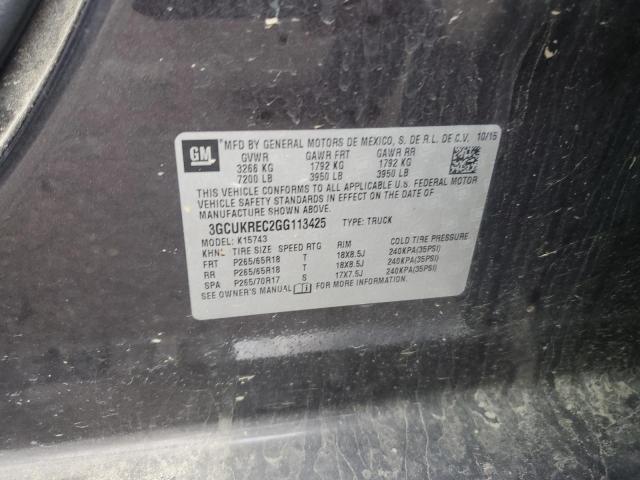 GM MFD BY GENERAL MOTORS DE MEXICO, S. DE R.L. DE C.V. 10/15
GVWR GAWR FRT GAWR RR
3266 KG 1792 KG 1792 KG
7200 LB 3950 LB 3950 LB
THIS VEHICLE CONFORMS TO ALL APPLICABLE U.S. FEDERAL MOTOR
VEHICLE SAFETY STANDARDS IN EFFECT ON THE DATE OF
MANUFACTURE SHOWN ABOVE.
3GCUKREC2GG113425 TYPE: TRUCK
MODEL: K15743
KHNL TIRE SIZE SPEED RTG RIM COLD TIRE PRESSURE
FRT P265/65R18 T 18X8.5J 240KPA(35PSI)
RR P265/65R18 T 18X8.5J 240KPA(35PSI)
SPA P265/70R17 S 17X7.5J 240KPA(35PSI)
SEE OWNER'S MANUAL FOR MORE INFORMATION.